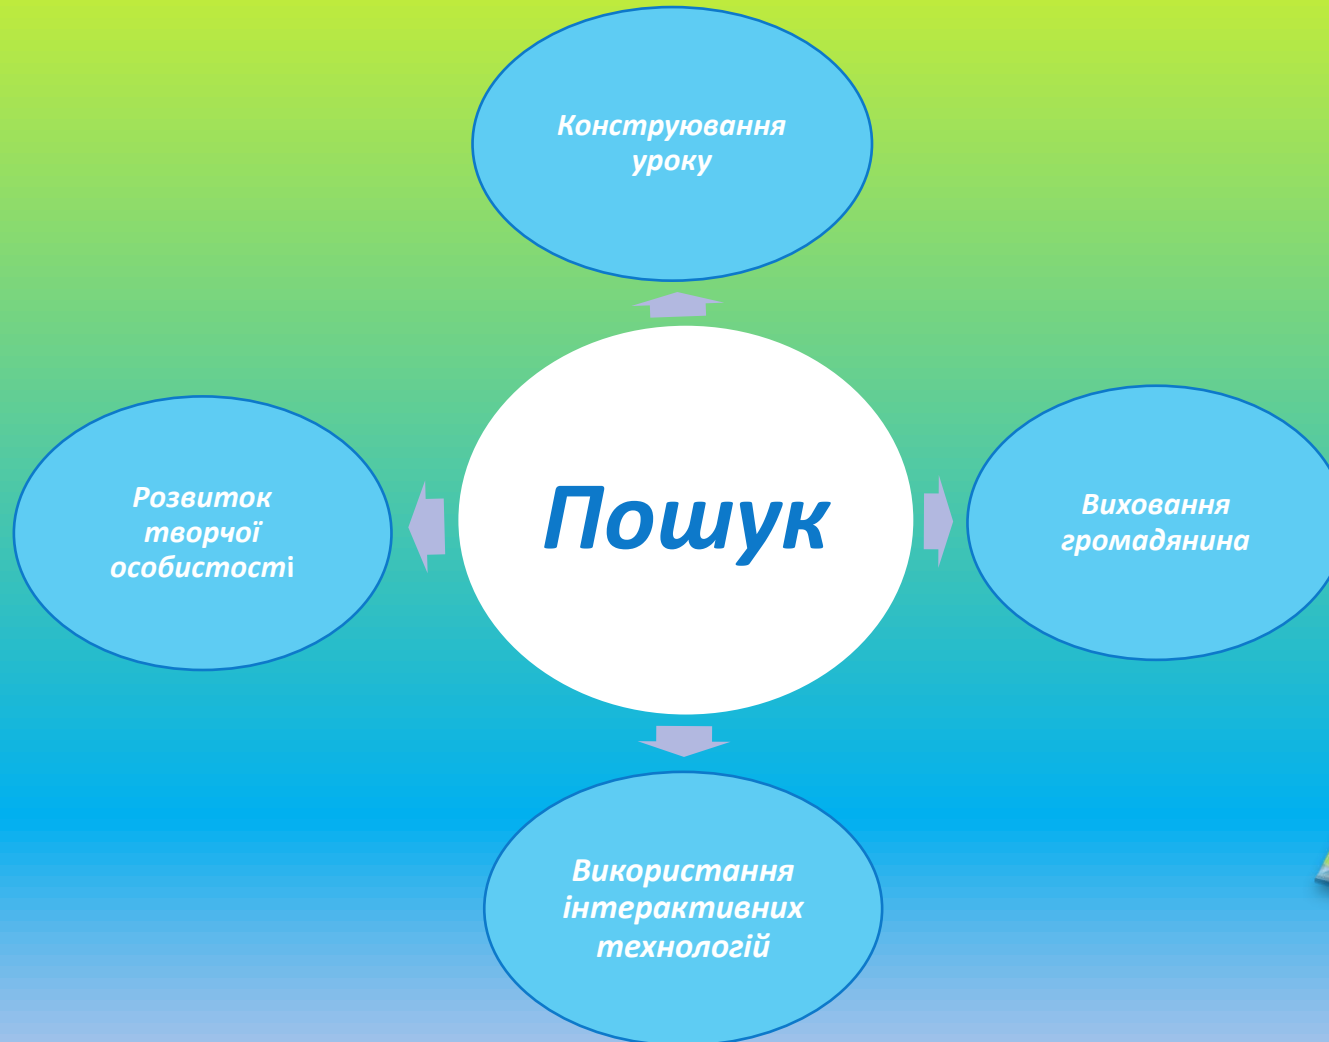 Конструювання
уроку
Розвиток
творчої
особистості
Пошук
Виховання
громадянина
Використання
інтерактивних
технологій